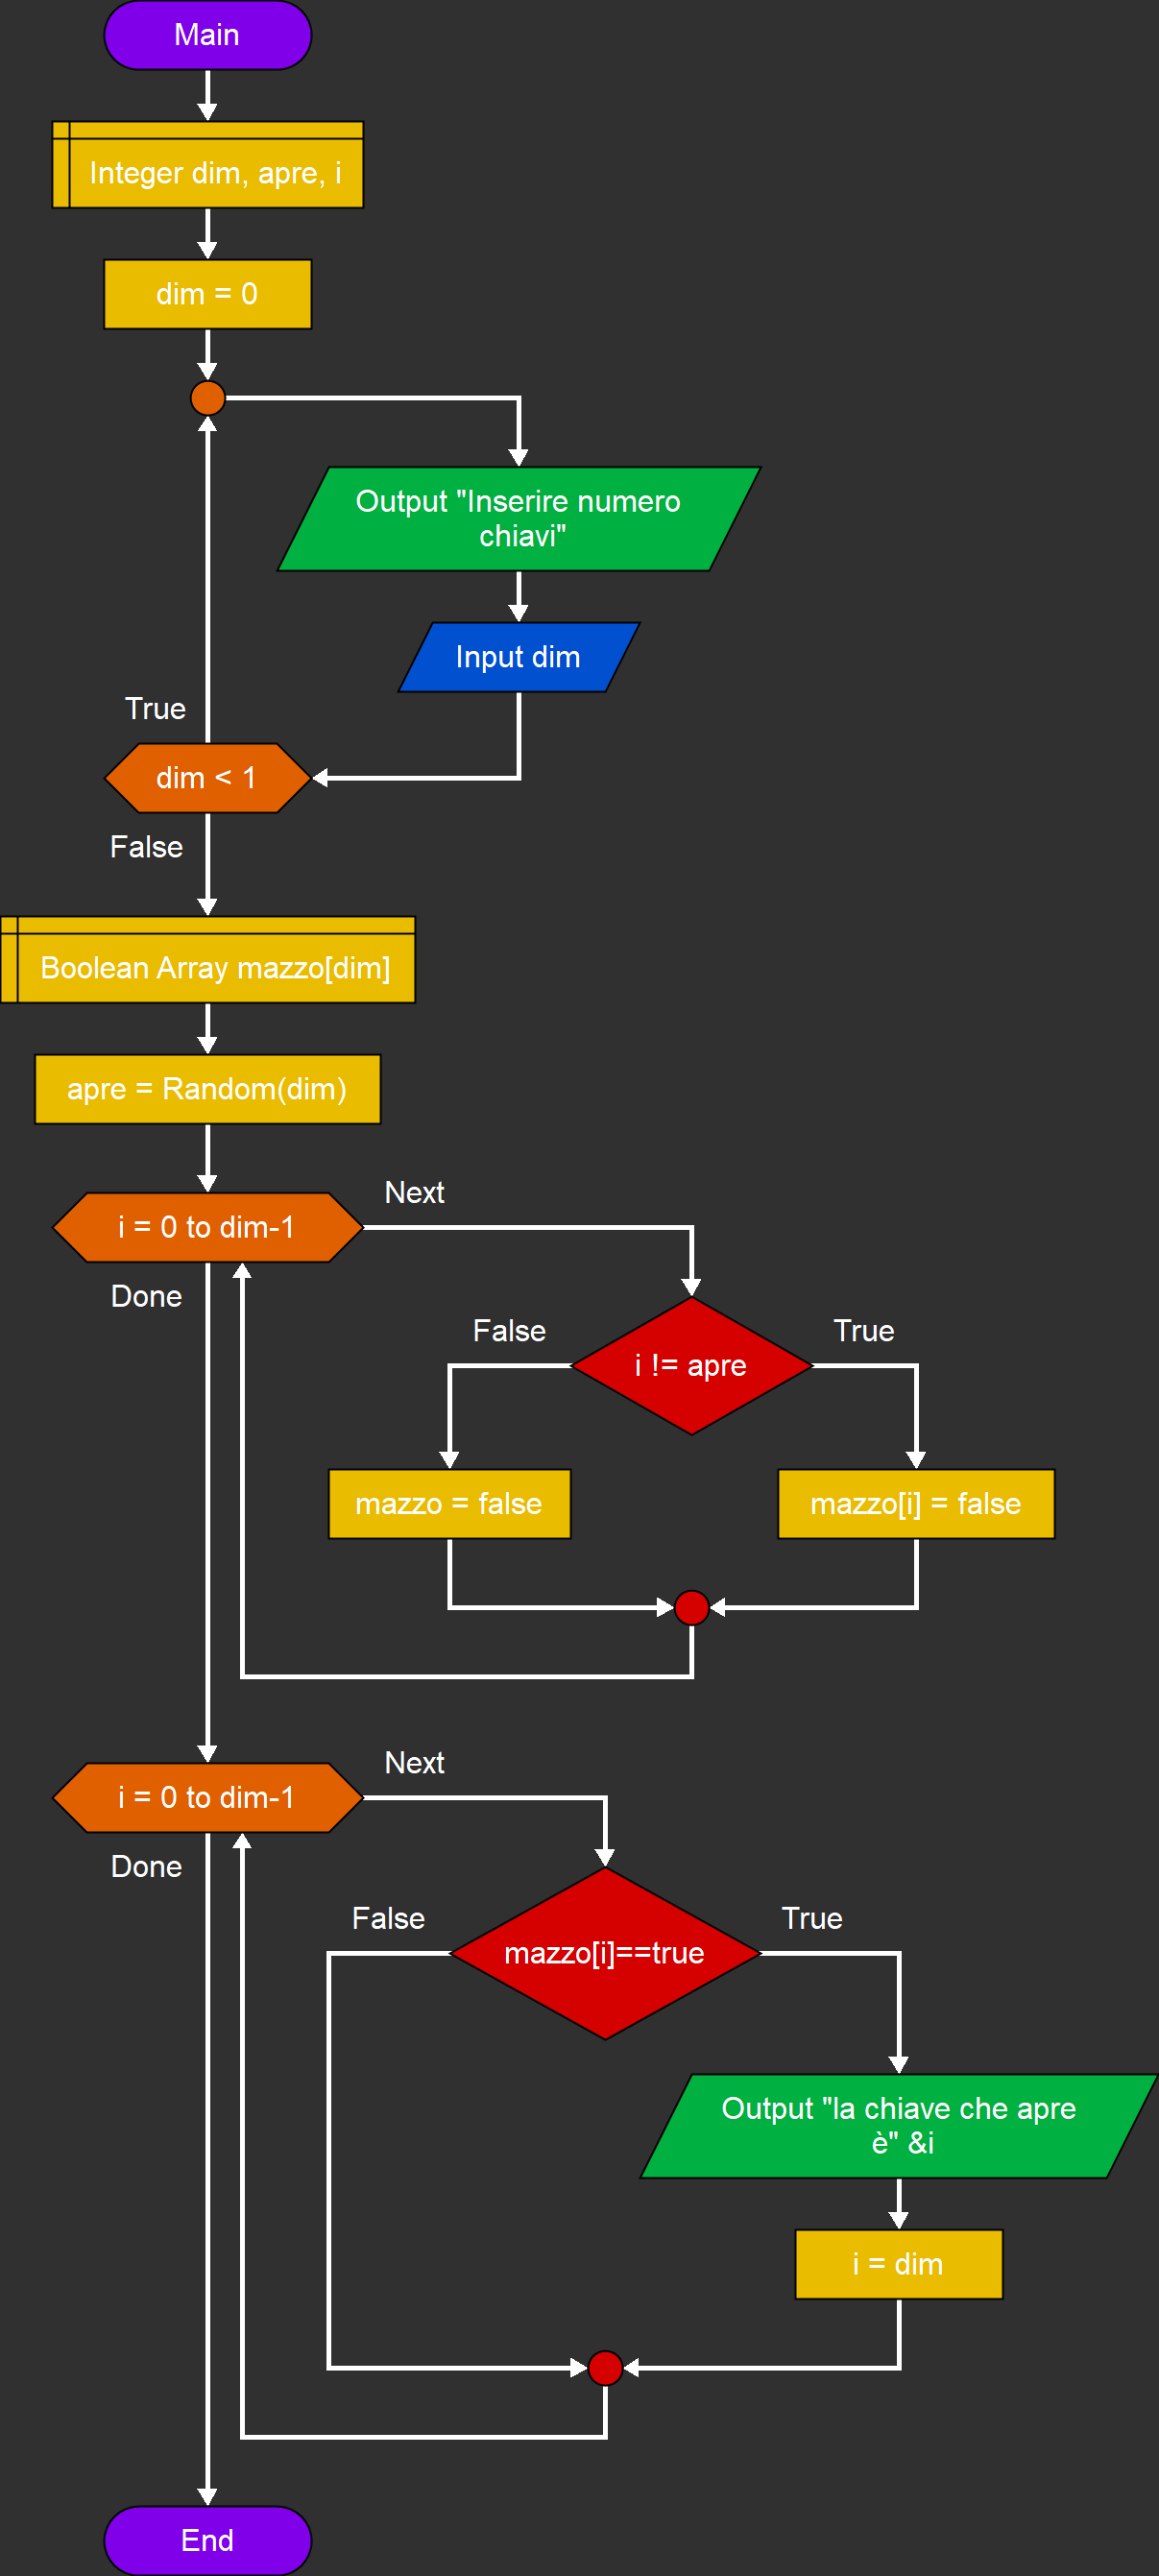 Main
Integer dim, apre, i
dim = 0
Output "Inserire numero
chiavi"
Input dim
True
dim < 1
False
Boolean Array mazzo[dim]
apre = Random(dim)
Next
i = 0 to dim-1
Done
False
True
i != apre
mazzo = false
mazzo[i] = false
Next
i = 0 to dim-1
Done
False
True
mazzo[i]==true
Output "la chiave che apre
è" &i
i = dim
End